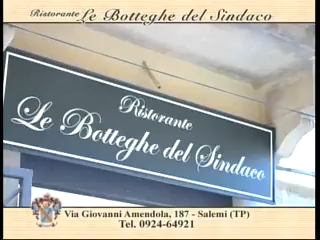 Ristorante Le Botteghe del Sindaco
Ristorante
Le Botteghe del Sindaco
Via Giovanni Amendola, 187 - Salemi (TP)
Tel. 0924-64921